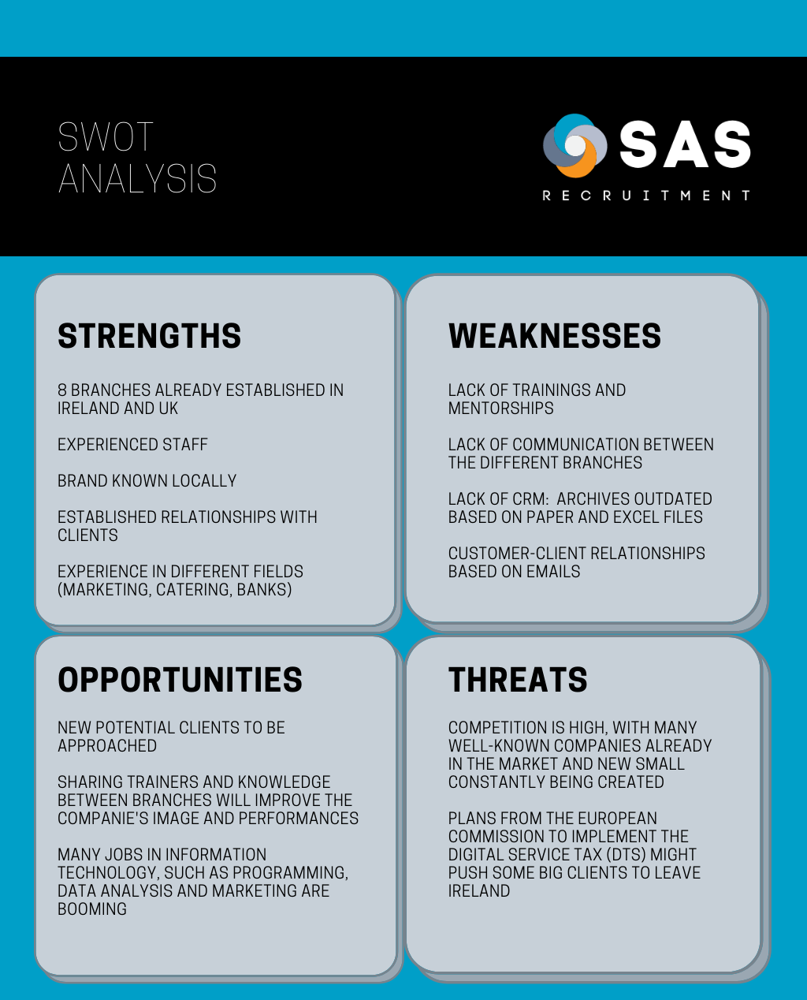 SWOT
ANALYSIS
SAS
RECRUITMENT
STRENGTHS
8 BRANCHES ALREADY ESTABLISHED IN
IRELAND AND UK
EXPERIENCED STAFF
BRAND KNOWN LOCALLY
ESTABLISHED RELATIONSHIPS WITH
CLIENTS
EXPERIENCE IN DIFFERENT FIELDS
(MARKETING, CATERING, BANKS)
WEAKNESSES
LACK OF TRAININGS AND
MENTORSHIPS
LACK OF COMMUNICATION BETWEEN
THE DIFFERENT BRANCHES
LACK OF CRM: ARCHIVES OUTDATED
BASED ON PAPER AND EXCEL FILES
CUSTOMER-CLIENT RELATIONSHIPS
BASED ON EMAILS
OPPORTUNITIES
NEW POTENTIAL CLIENTS TO BE
APPROACHED
SHARING TRAINERS AND KNOWLEDGE
BETWEEN BRANCHES WILL IMPROVE THE
COMPANIE'S IMAGE AND PERFORMANCES
MANY JOBS IN INFORMATION
TECHNOLOGY, SUCH AS PROGRAMMING,
DATA ANALYSIS AND MARKETING ARE
BOOMING
THREATS
COMPETITION IS HIGH, WITH MANY
WELL-KNOWN COMPANIES ALREADY
IN THE MARKET AND NEW SMALL
CONSTANTLY BEING CREATED
PLANS FROM THE EUROPEAN
COMMISSION TO IMPLEMENT THE
DIGITAL SERVICE TAX (DTS) MIGHT
PUSH SOME BIG CLIENTS TO LEAVE
IRELAND